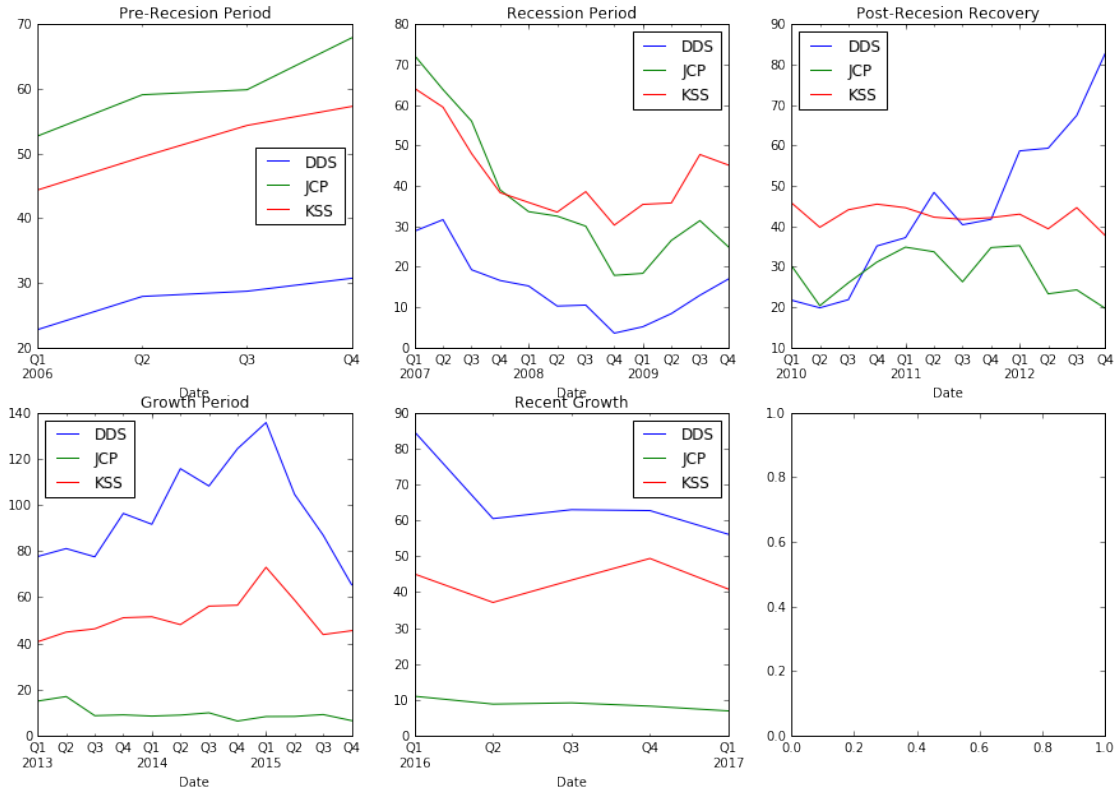 Pre-Recesion Period
70
60
50
40
30
20
DDS
JCP
KSS
Q1 Q2 Q3 Q4
2006
Date
Recession Period
80
70
60
50
40
30
20
10
0
DDS
JCP
KSS
Q1 Q2 Q3 Q4 Q1 Q2 Q3 Q4 Q1 Q2 Q3 Q4
2007 2008 2009
Date
Post-Recesion Recovery
90
80
70
60
50
40
30
20
10
DDS
JCP
KSS
Q1 Q2 Q3 Q4 Q1 Q2 Q3 Q4 Q1 Q2 Q3 Q4
2010 2011 2012
Date
Growth Period
140
120
100
80
60
40
20
0
DDS
JCP
KSS
Q1 Q2 Q3 Q4 Q1 Q2 Q3 Q4 Q1 Q2 Q3 Q4
2013 2014 2015
Date
Recent Growth
90
80
70
60
50
40
30
20
10
0
DDS
JCP
KSS
Q1 Q2 Q3 Q4 Q1
2016 2017
Date
1.0
0.8
0.6
0.4
0.2
0.0
0.0 0.2 0.4 0.6 0.8 1.0